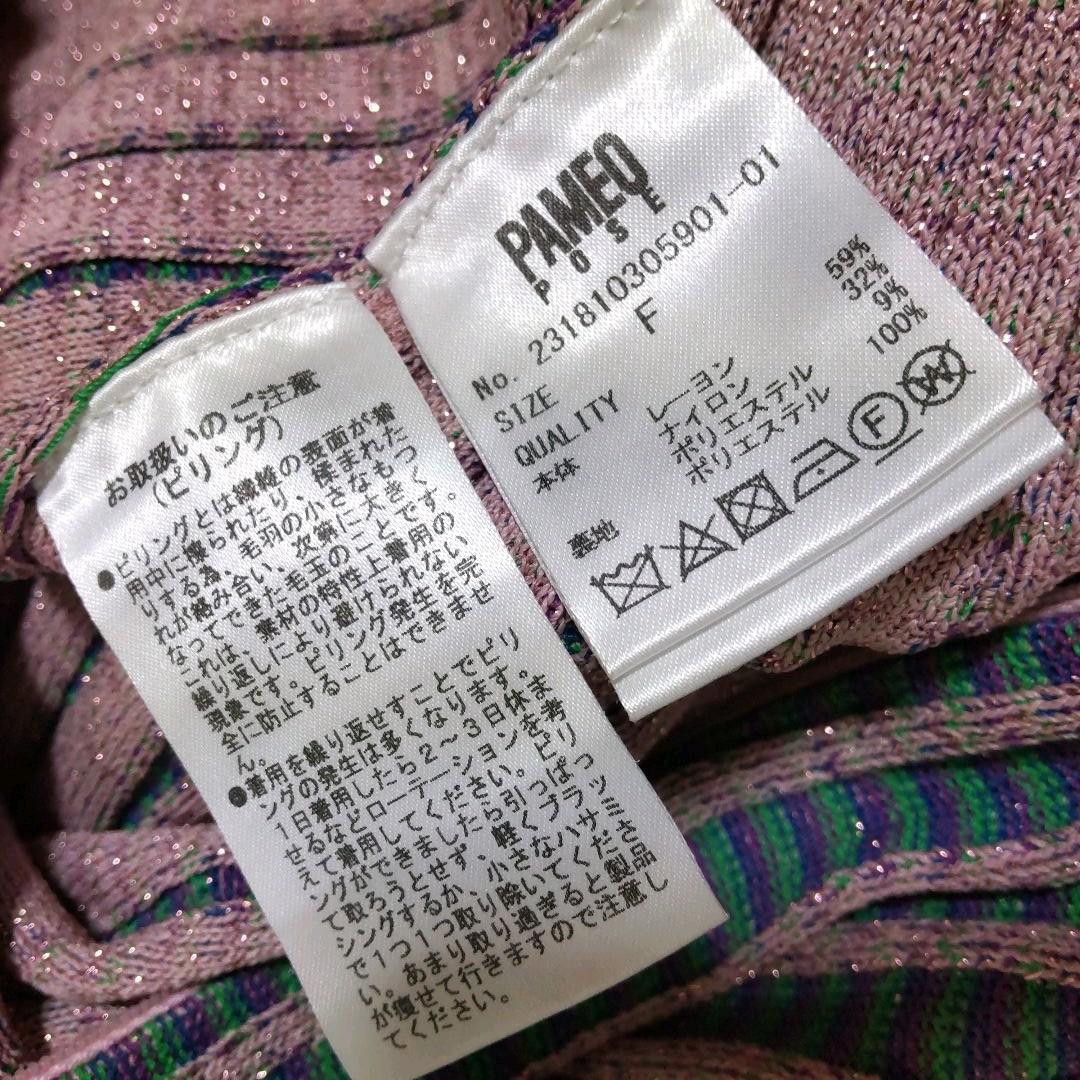 PAMEO
POSE
No. 2318103059​01-01
SIZE F
QUALITY
本体 レーヨン 59%
ナイロン 32%
ポリエステル 9%
裏地 ポリエステル 100%
F
W
お取扱いのご注意
(ピリング)
●ピリングとは繊維の表面が着
用中に擦られたり、揉まれた
りする為、毛羽の小さなもつ
れが絡み合い、次第に大きく
なってできた毛玉のことです。
これは、素材の特性上着用の
繰り返しにより避けられない
現象です。ピリング発生を完
全に防止することはできませ
ん。
●着用を繰り返せすことでピリ
ングの発生は多くなります。
1日着用したら2～3日休ま
せるなどローテーションを考
えて着用してください。ピリ
ングができましたら引っぱっ
て取ろうとせず、軽くブラッ
シングするか、小さなハサミ
で1つ1つ取り除いてくださ
い。あまり取り過ぎると製品
が痩せて行きますので注意し
てください。